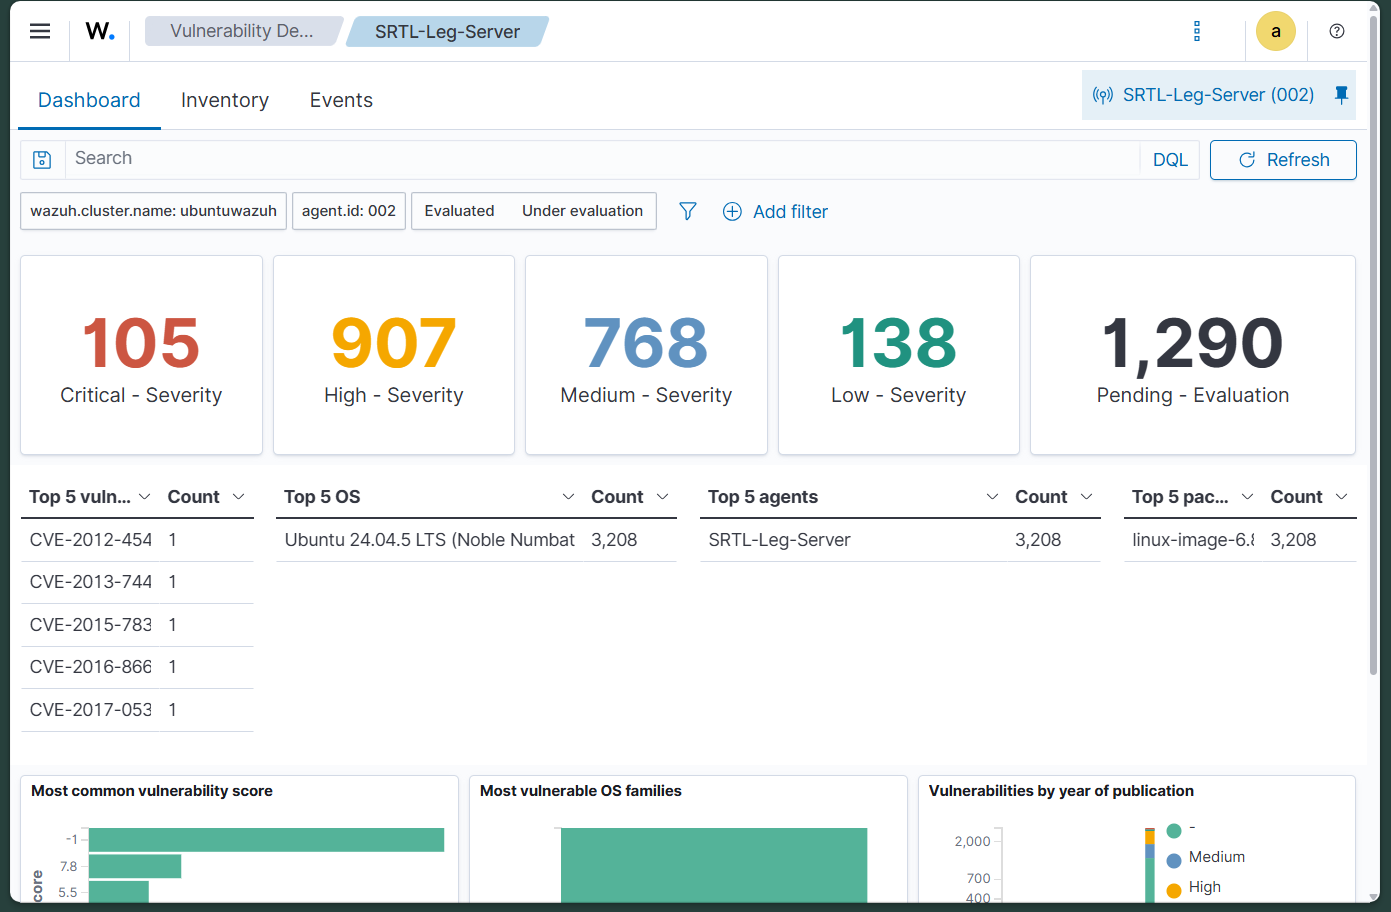 W.
Vulnerability De...
SRTL-Leg-Server
a
Dashboard
Inventory
Events
SRTL-Leg-Server (002)
Search
DQL
Refresh
wazuh.cluster.name: ubuntuwazuh
agent.id: 002
Evaluated
Under evaluation
Add filter
105
Critical - Severity
907
High - Severity
768
Medium - Severity
138
Low - Severity
1,290
Pending - Evaluation
Top 5 vuln...
Count
Top 5 OS
Count
Top 5 agents
Count
Top 5 pac...
Count
CVE-2012-454
1
Ubuntu 24.04.5 LTS (Noble Numbat
3,208
SRTL-Leg-Server
3,208
linux-image-6.8
3,208
CVE-2013-744
1
CVE-2015-783
1
CVE-2016-866
1
CVE-2017-053
1
Most common vulnerability score
-1
7.8
5.5
core
Most vulnerable OS families
Vulnerabilities by year of publication
2,000
700
400
-
Medium
High